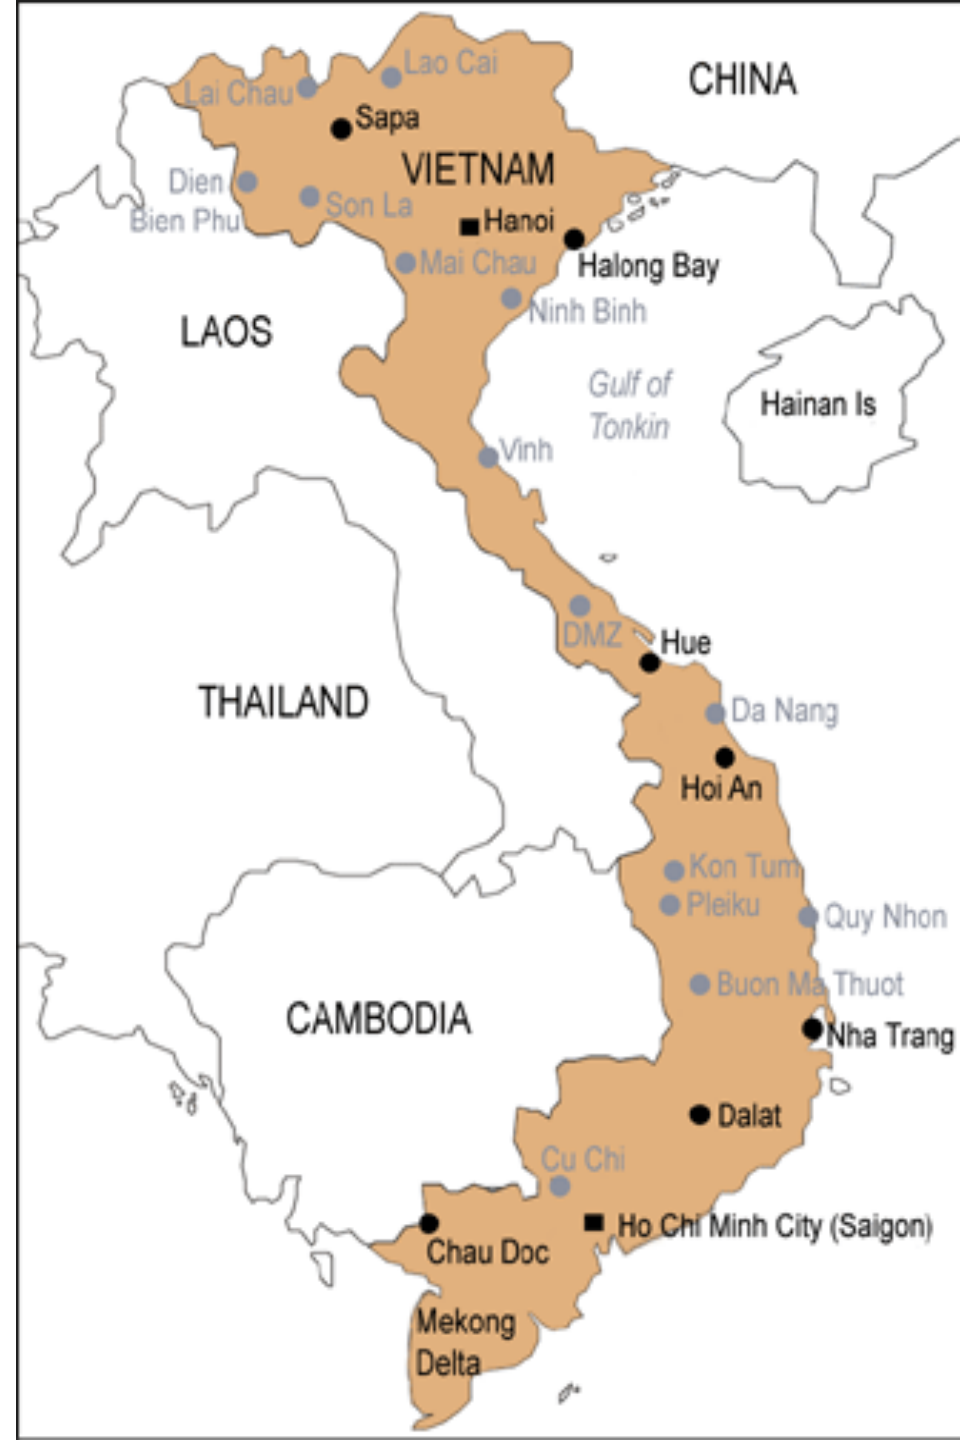 Lao Cai
CHINA
Lai Chau
Sapa
VIETNAM
Dien
Bien Phu
Son La
Hanoi
Mai Chau
Halong Bay
Ninh Binh
LAOS
Gulf of
Tonkin
Hainan Is
Vinh
DMZ
Hue
THAILAND
Da Nang
Hoi An
Kon Tum
Pleiku
Quy Nhon
Buon Ma Thuot
CAMBODIA
Nha Trang
Dalat
Cu Chi
Ho Chi Minh City (Saigon)
Chau Doc
Mekong
Delta